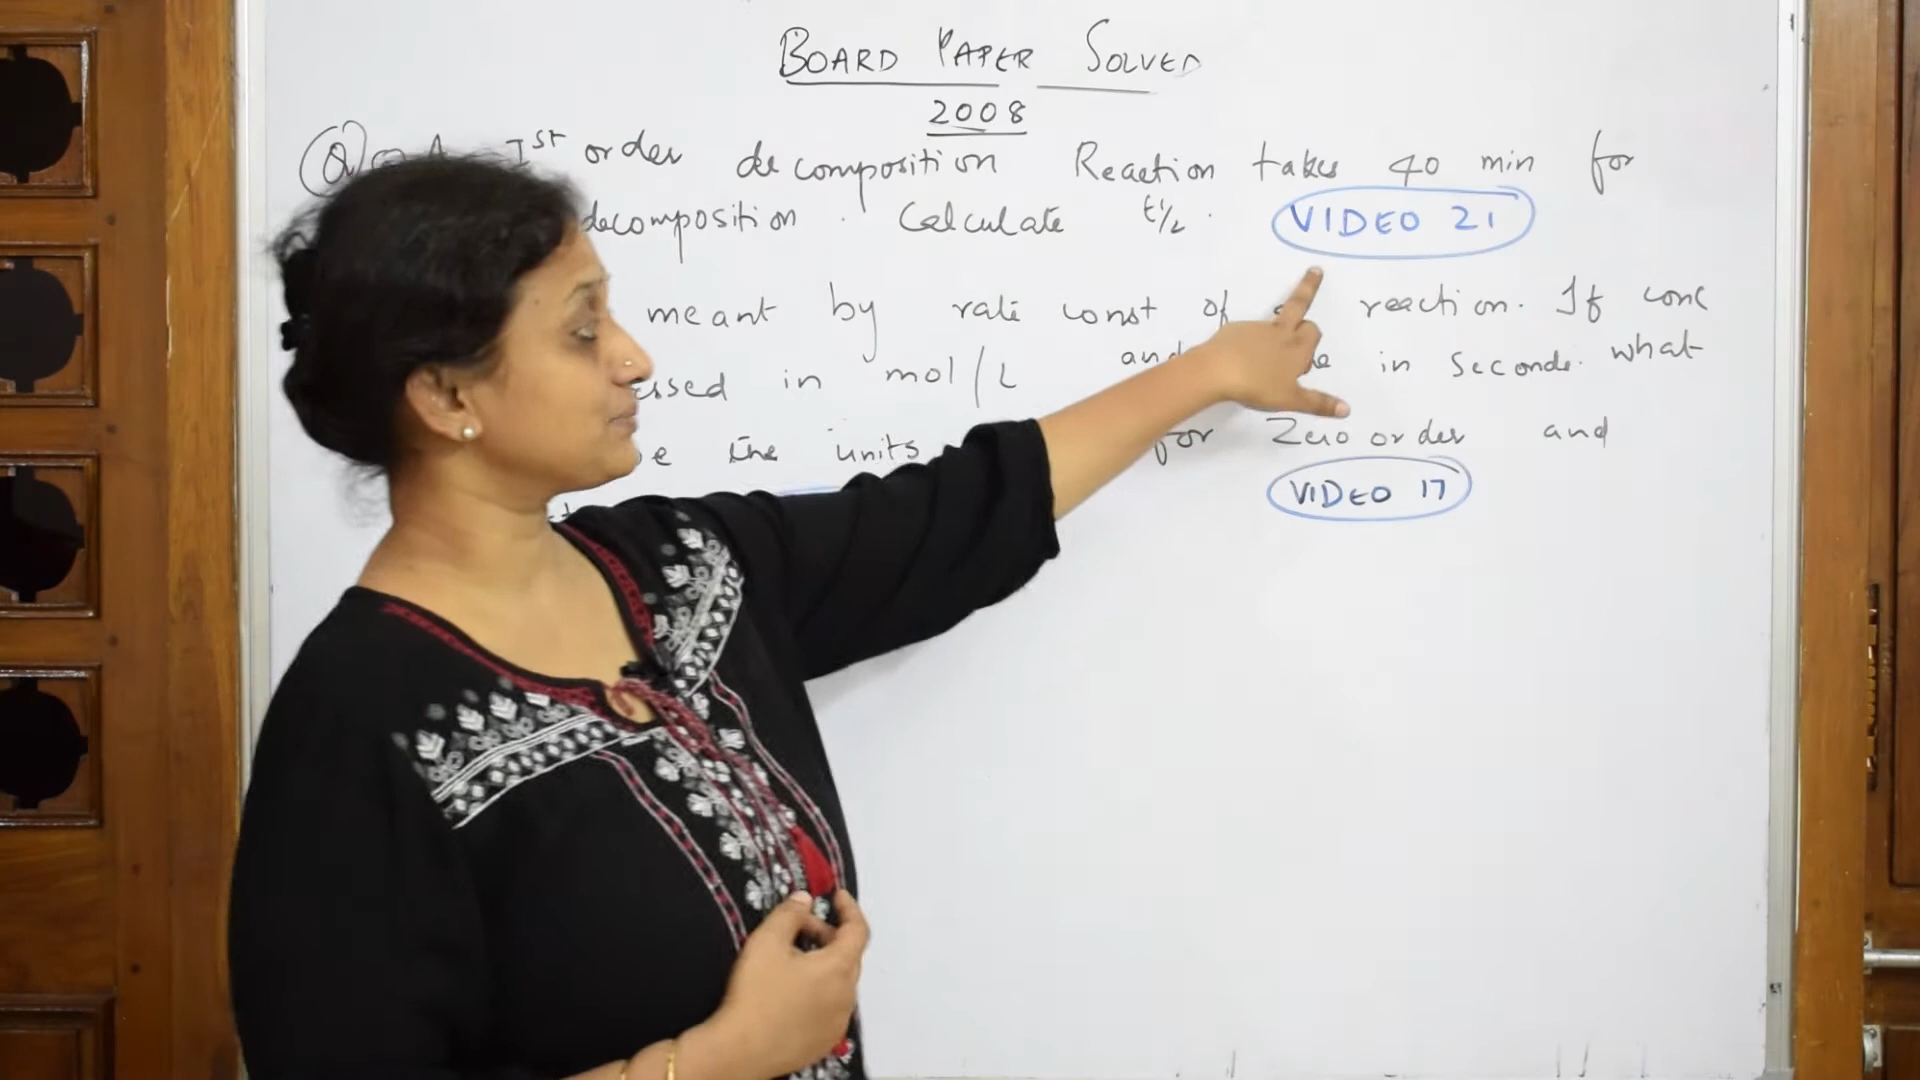 BOARD PAPER SOLVED
2008
Q Ist order decomposition Reaction takes 40 min for
decomposition. Calculate t½. VIDEO 21
meant by rate const of reaction. If conc
in mol/L and in seconds. what
the units for Zero order and
VIDEO 17